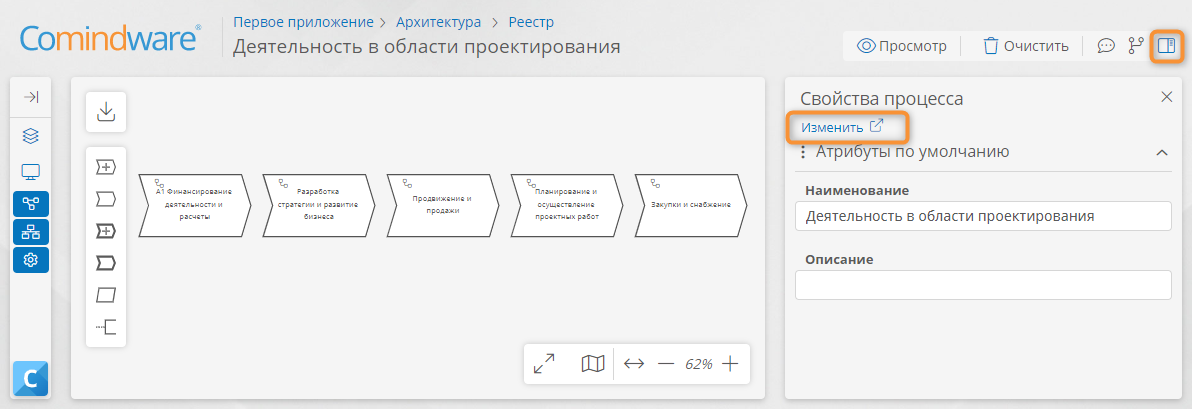 Comindware®
Первое приложение > Архитектура > Реестр
Деятельность в области проектирования
Просмотр
Очистить
A1 Финансирование
деятельности и
расчеты
Разработка
стратегии и развитие
бизнеса
Продвижение и
продажи
Планирование и
осуществление
проектных работ
Закупки и снабжение
62%
C
Свойства процесса
Изменить
Атрибуты по умолчанию
Наименование
Деятельность в области проектирования
Описание